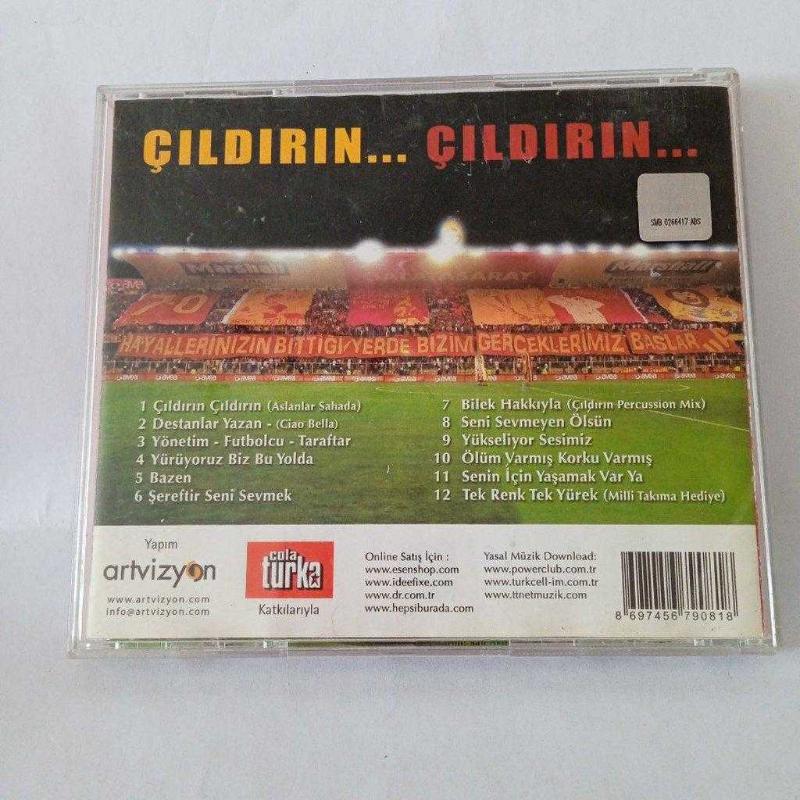 ÇILDIRIN... ÇILDIRIN...
SMB 0266417 ABS
Marshall
Marshall
7-0
HAYALLERİNİZİN BİTTİĞİ YERDE BİZİM GERÇEKLERİMİZ BAŞLAR
1 Çıldırın Çıldırın (Aslanlar Sahada)
2 Destanlar Yazan - (Ciao Bella)
3 Yönetim - Futbolcu - Taraftar
4 Yürüyoruz Biz Bu Yolda
5 Bazen
6 Şereftir Seni Sevmek
7 Bilek Hakkıyla (Çıldırın Percussion Mix)
8 Seni Sevmeyen Ölsün
9 Yükseliyor Sesimiz
10 Ölüm Varmış Korku Varmış
11 Senin İçin Yaşamak Var Ya
12 Tek Renk Tek Yürek (Milli Takıma Hediye)
Yapım
artvizyon
www.artvizyon.com
info@artvizyon.com
cola
turka
Katkılarıyla
Online Satış İçin :
www.esenshop.com
www.ideefixe.com
www.dr.com.tr
www.hepsiburada.com
Yasal Müzik Download:
www.powerclub.com.tr
www.turkcell-im.com.tr
www.ttnetmuzik.com
8 697456 790818